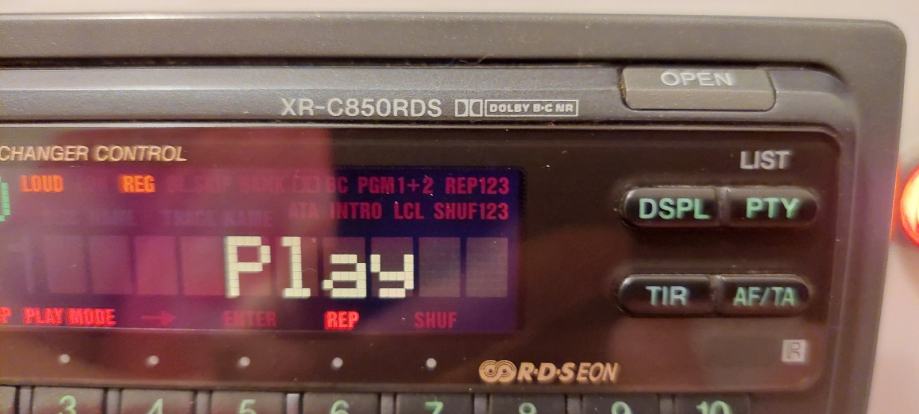 OPEN
XR-C850RDS DOLBY B·C NR
CHANGER CONTROL
LIST
LOUD REG PGM1+2 REP123
INTRO LCL SHUF123
DSPL PTY
Play
TIR AF/TA
PLAY MODE ENTER REP SHUF
R·D·S EON
3 4 5 6 7 8 9 10